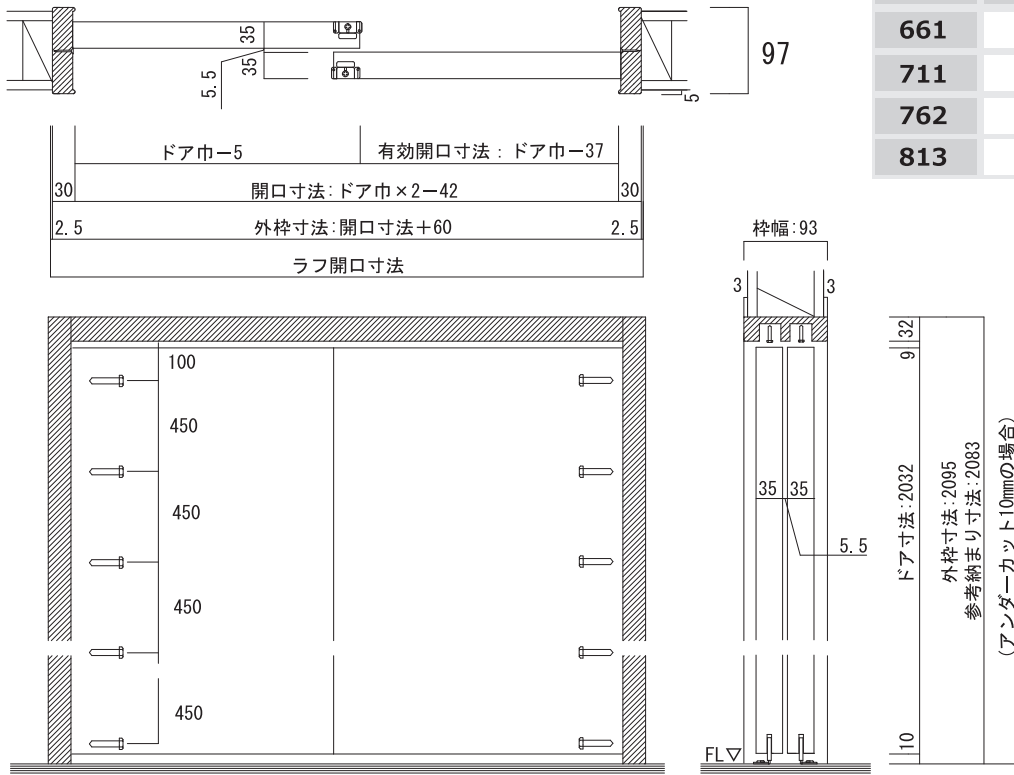 35
35
5.5
97
5
661
711
762
813
ドア巾−5
有効開口寸法：ドア巾−37
30
開口寸法:ドア巾×2−42
30
2.5
外枠寸法:開口寸法＋60
2.5
ラフ開口寸法
枠幅:93
3
3
100
450
450
450
450
35
35
5.5
FL▽
32
9
ドア寸法:2032
10
外枠寸法:2095
参考納まり寸法:2083
(アンダーカット10mmの場合)